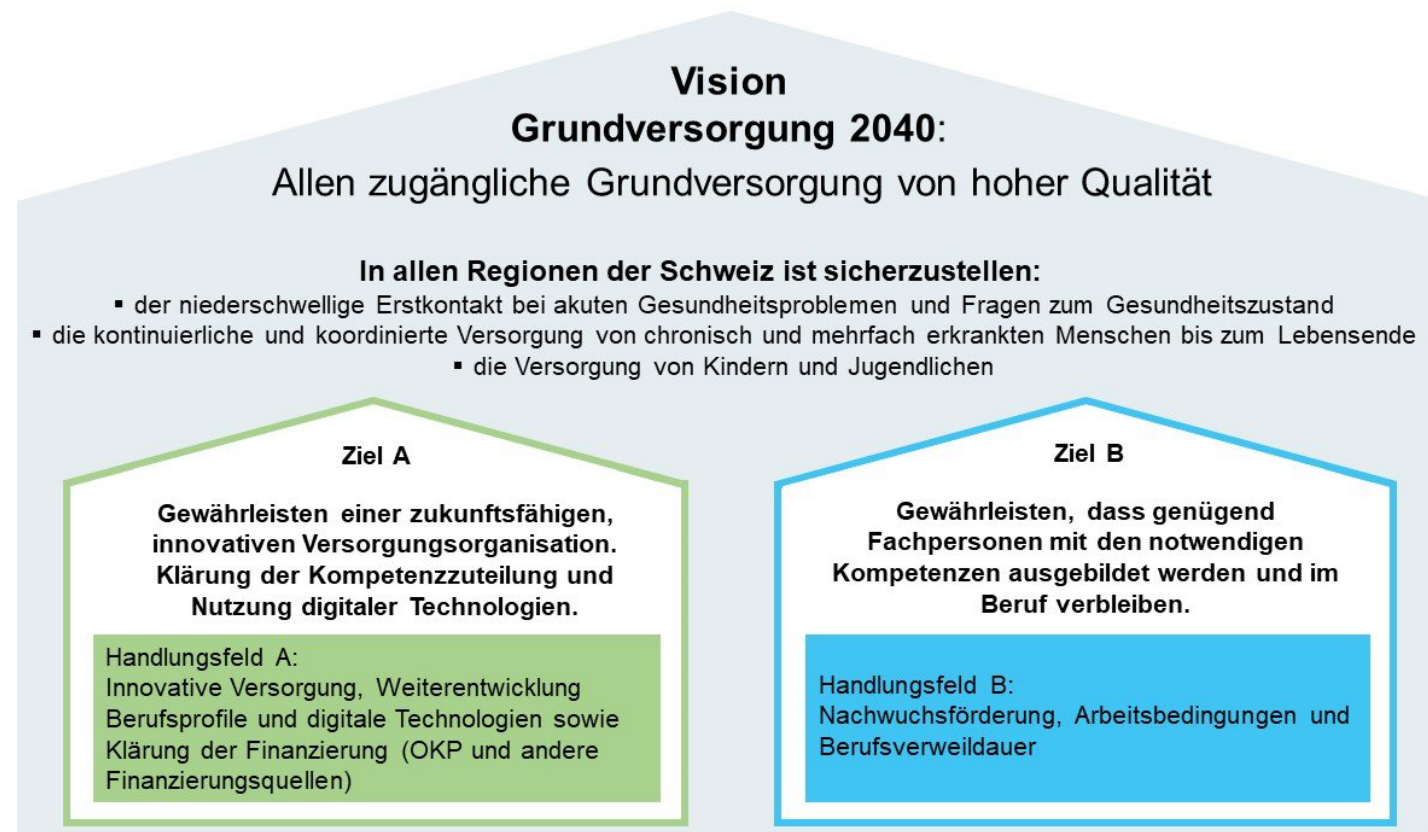 Vision
Grundversorgung 2040:
Allen zugängliche Grundversorgung von hoher Qualität
In allen Regionen der Schweiz ist sicherzustellen:
▪ der niederschwellige Erstkontakt bei akuten Gesundheitsproblemen und Fragen zum Gesundheitszustand
▪ die kontinuierliche und koordinierte Versorgung von chronisch und mehrfach erkrankten Menschen bis zum Lebensende
▪ die Versorgung von Kindern und Jugendlichen
Ziel A
Gewährleisten einer zukunftsfähigen,
innovativen Versorgungsorganisation.
Klärung der Kompetenzzuteilung und
Nutzung digitaler Technologien.
Handlungsfeld A:
Innovative Versorgung, Weiterentwicklung
Berufsprofile und digitale Technologien sowie
Klärung der Finanzierung (OKP und andere
Finanzierungsquellen)
Ziel B
Gewährleisten, dass genügend
Fachpersonen mit den notwendigen
Kompetenzen ausgebildet werden und im
Beruf verbleiben.
Handlungsfeld B:
Nachwuchsförderung, Arbeitsbedingungen und
Berufsverweildauer